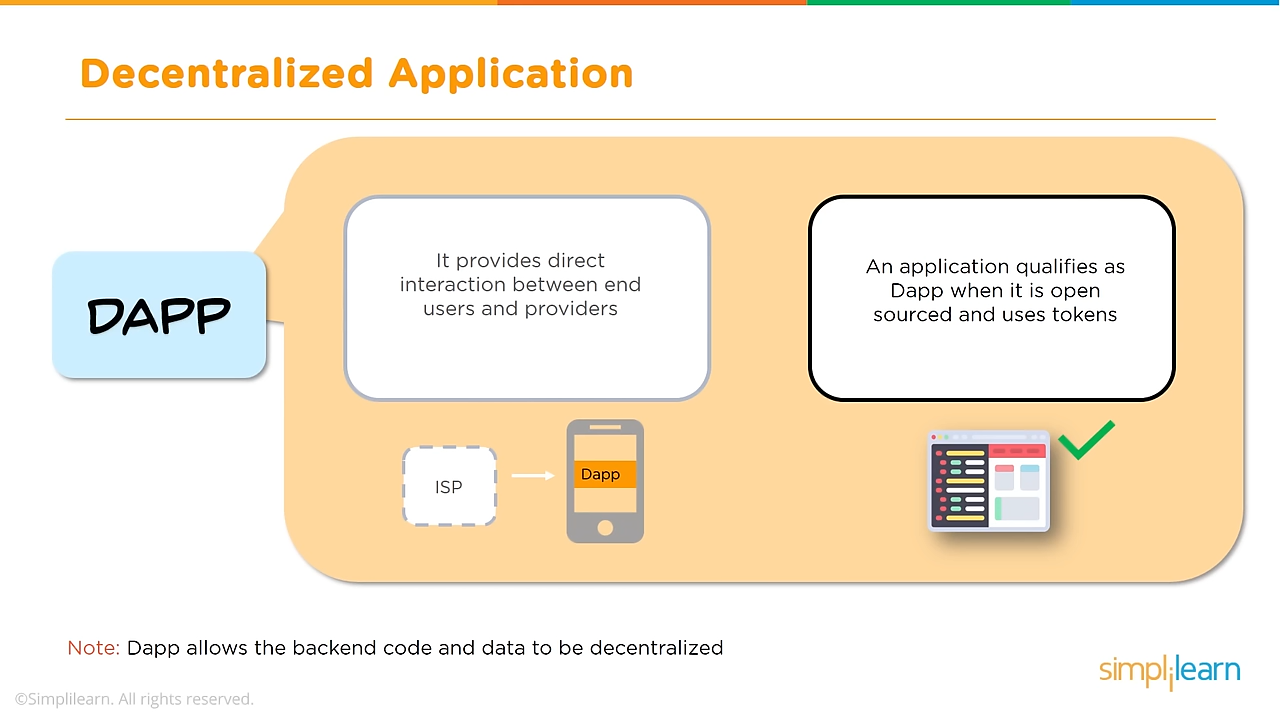 Decentralized Application
DAPP
It provides direct
interaction between end
users and providers
An application qualifies as
Dapp when it is open
sourced and uses tokens
ISP
Dapp
Note: Dapp allows the backend code and data to be decentralized
simplilearn
©Simplilearn. All rights reserved.